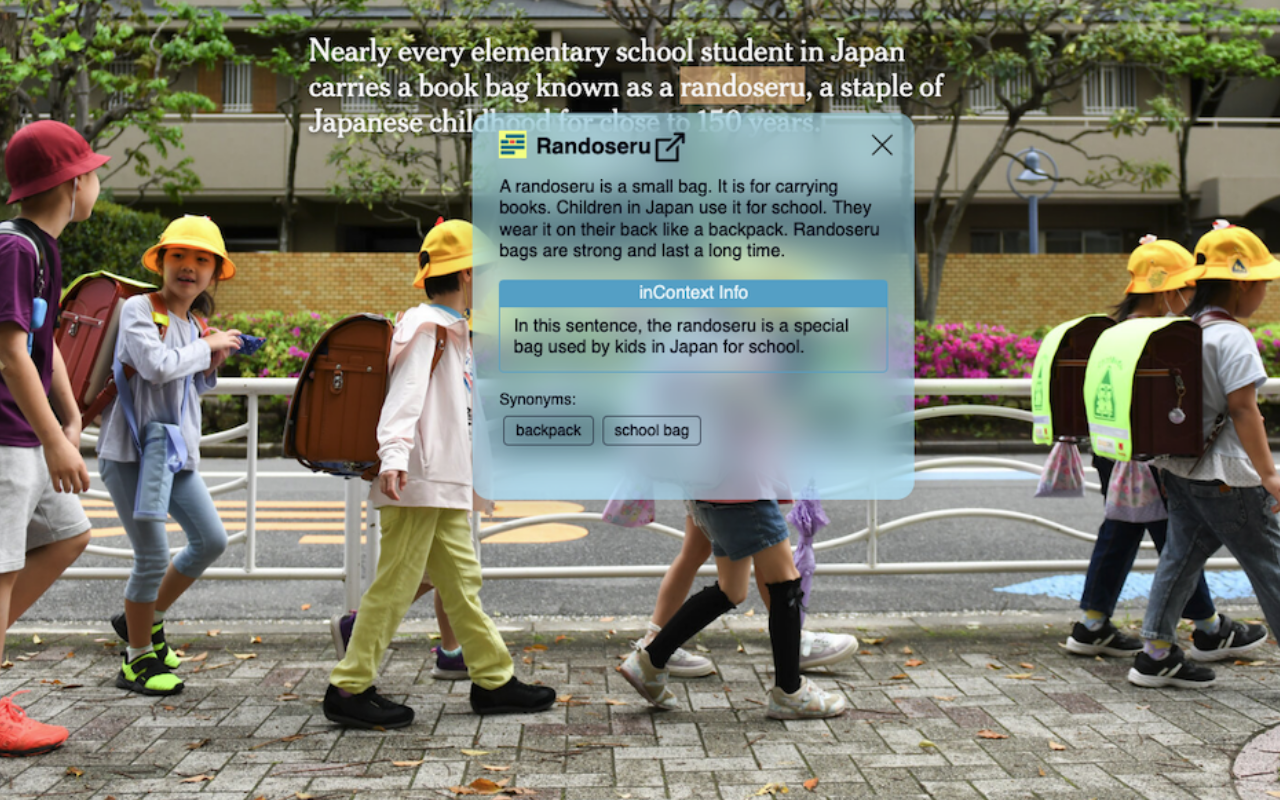 Nearly every elementary school student in Japan
carries a book bag known as a randoseru, a staple of
Japanese childhood for close to 150 years.
Randoseru
A randoseru is a small bag. It is for carrying
books. Children in Japan use it for school. They
wear it on their back like a backpack. Randoseru
bags are strong and last a long time.
inContext Info
In this sentence, the randoseru is a special
bag used by kids in Japan for school.
Synonyms:
backpack
school bag